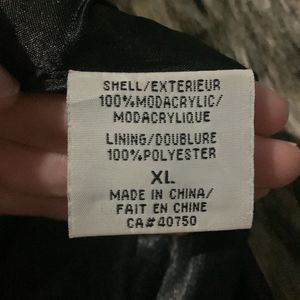 SHELL/EXTERIEUR
100%MODACRYLIC/
MODACRYLIQUE
LINING/DOUBLURE
100%POLYESTER
XL
MADE IN CHINA/
FAIT EN CHINE
CA#40750